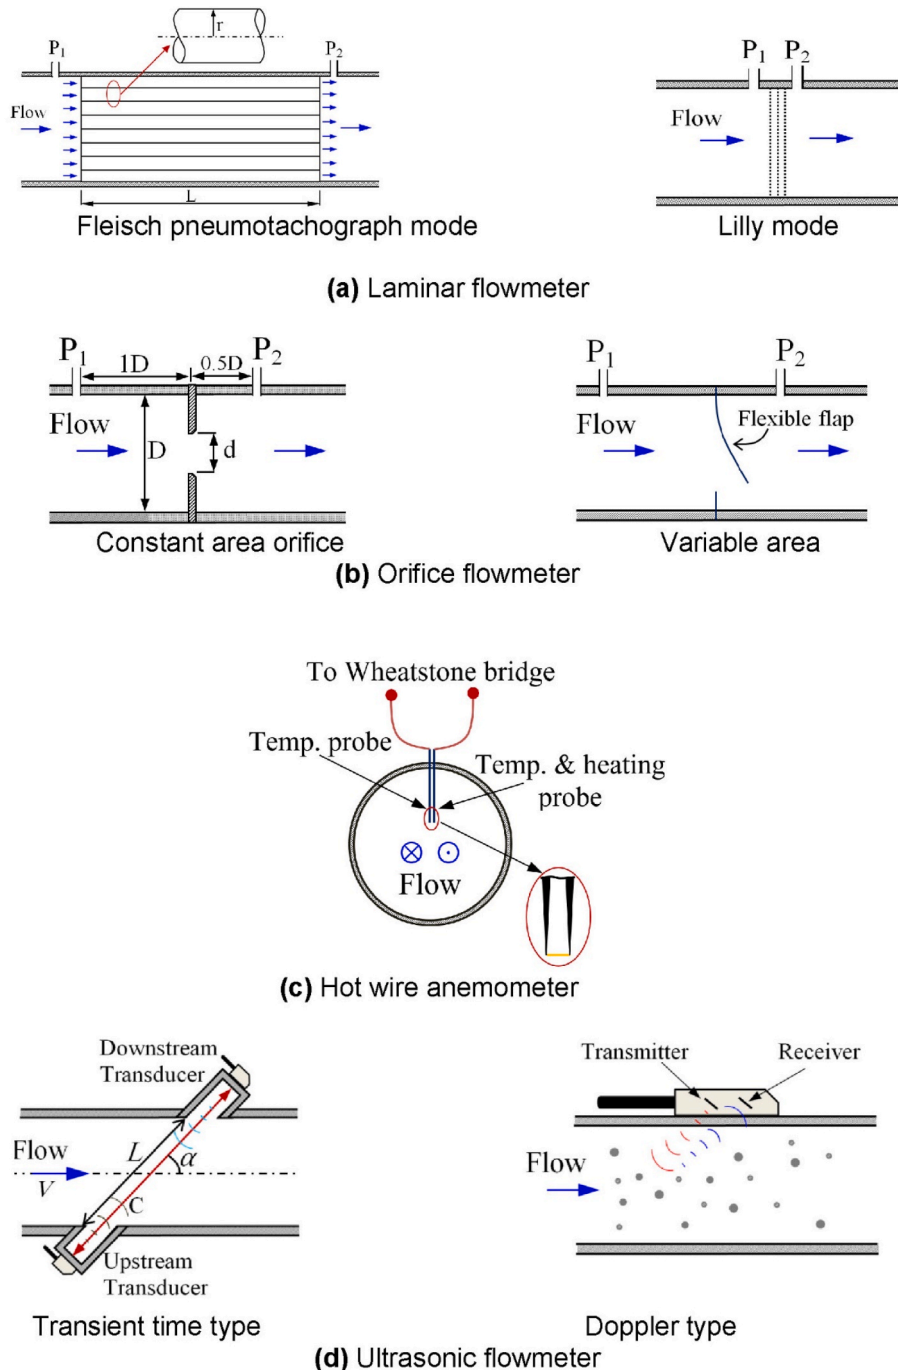 r
P1
P2
Flow
L
Fleisch pneumotachograph mode
P1
P2
Flow
Lilly mode
(a) Laminar flowmeter
P1
1D
0.5D
P2
Flow
D
d
Constant area orifice
P1
P2
Flow
Flexible flap
Variable area
(b) Orifice flowmeter
To Wheatstone bridge
Temp. probe
Temp. & heating
probe
Flow
(c) Hot wire anemometer
Downstream
Transducer
Flow
V
L
α
C
Upstream
Transducer
Transient time type
Transmitter
Receiver
Flow
Doppler type
(d) Ultrasonic flowmeter